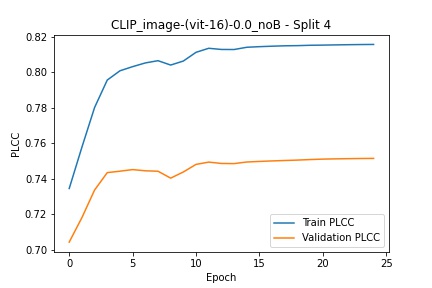 CLIP_image-(vit-16)-0.0_noB - Split 4
PLCC
0.82
0.80
0.78
0.76
0.74
0.72
0.70
0
5
10
15
20
25
Epoch
Train PLCC
Validation PLCC